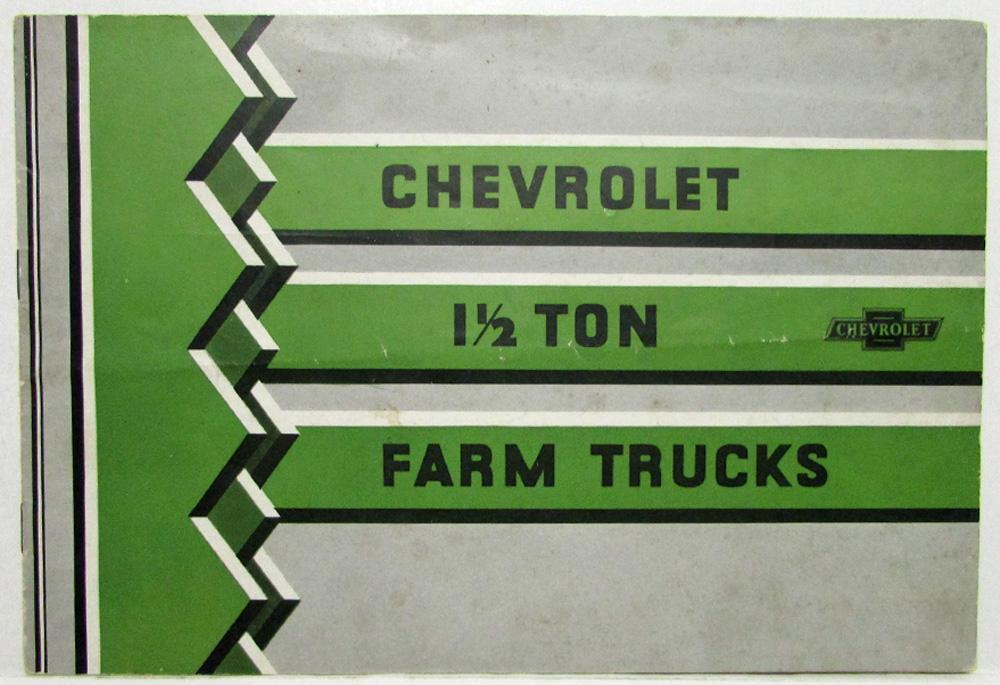 CHEVROLET
1½ TON
CHEVROLET
FARM TRUCKS